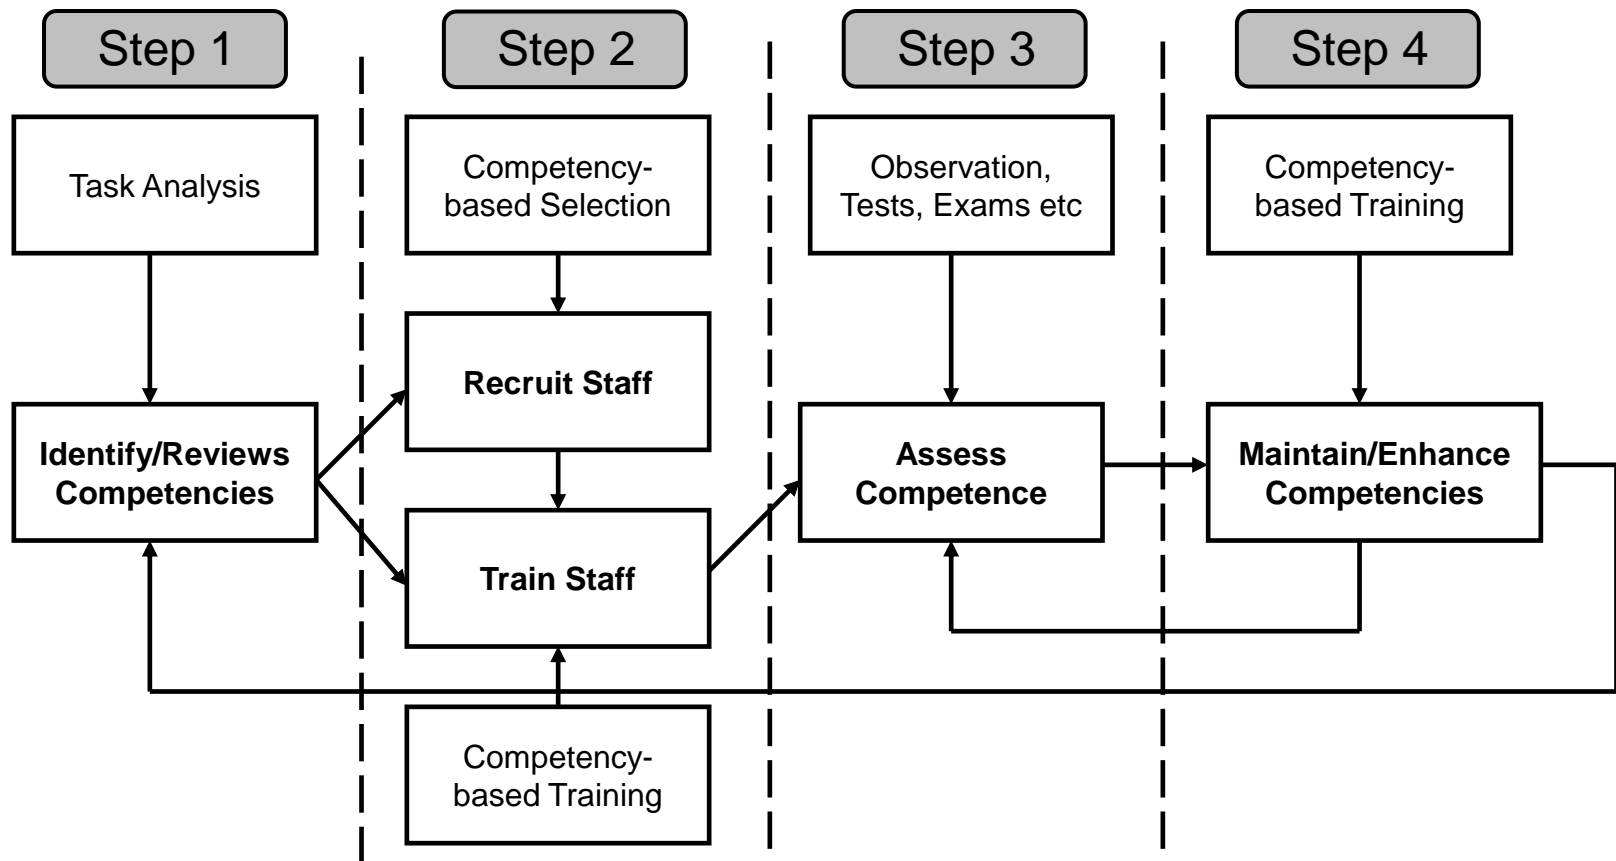 Step 1
Step 2
Step 3
Step 4
Task Analysis
Competency-
based Selection
Observation,
Tests, Exams etc
Competency-
based Training
Recruit Staff
Identify/Reviews
Competencies
Assess
Competence
Maintain/Enhance
Competencies
Train Staff
Competency-
based Training